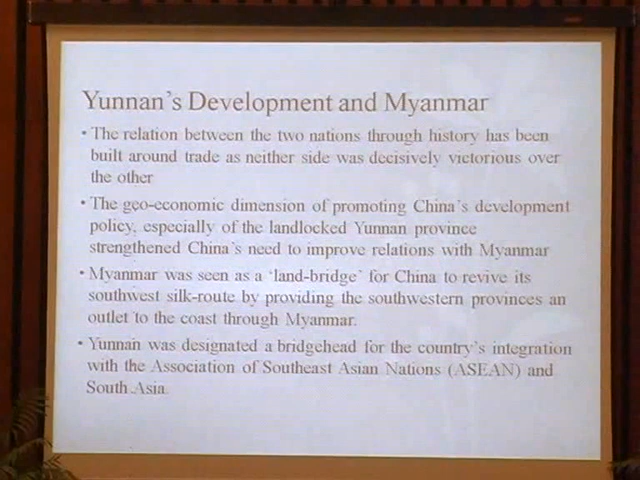 Yunnan's Development and Myanmar
• The relation between the two nations through history has been
built around trade as neither side was decisively victorious over
the other
• The geo-economic dimension of promoting China's development
policy, especially of the landlocked Yunnan province
strengthened China's need to improve relations with Myanmar
• Myanmar was seen as a 'land-bridge' for China to revive its
southwest silk-route by providing the southwestern provinces an
outlet to the coast through Myanmar.
• Yunnan was designated a bridgehead for the country's integration
with the Association of Southeast Asian Nations (ASEAN) and
South Asia.